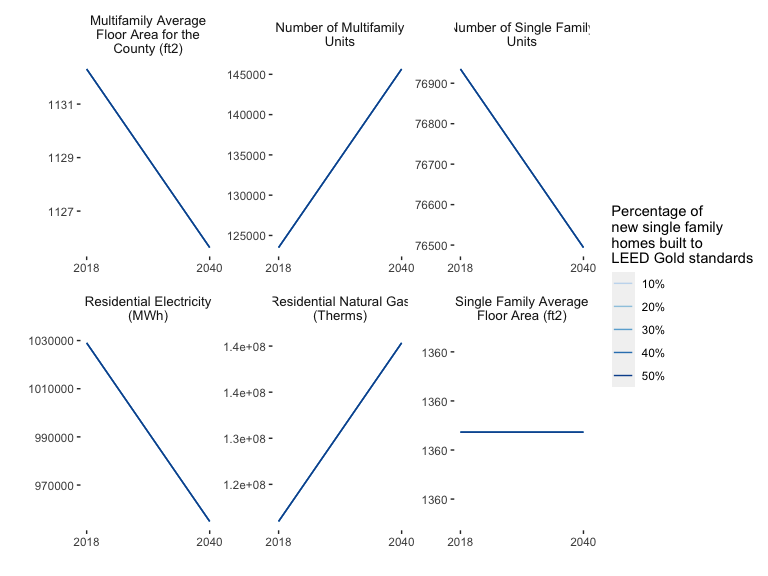 Multifamily Average
Floor Area for the
County (ft2)
1131
1129
1127
2018
2040
Number of Multifamily
Units
145000
140000
135000
130000
125000
2018
2040
Number of Single Family
Units
76900
76800
76700
76600
76500
2018
2040
Residential Electricity
(MWh)
1030000
1010000
990000
970000
2018
2040
Residential Natural Gas
(Therms)
1.4e+08
1.4e+08
1.3e+08
1.2e+08
2018
2040
Single Family Average
Floor Area (ft2)
1360
1360
1360
1360
2018
2040
Percentage of
new single family
homes built to
LEED Gold standards
10%
20%
30%
40%
50%